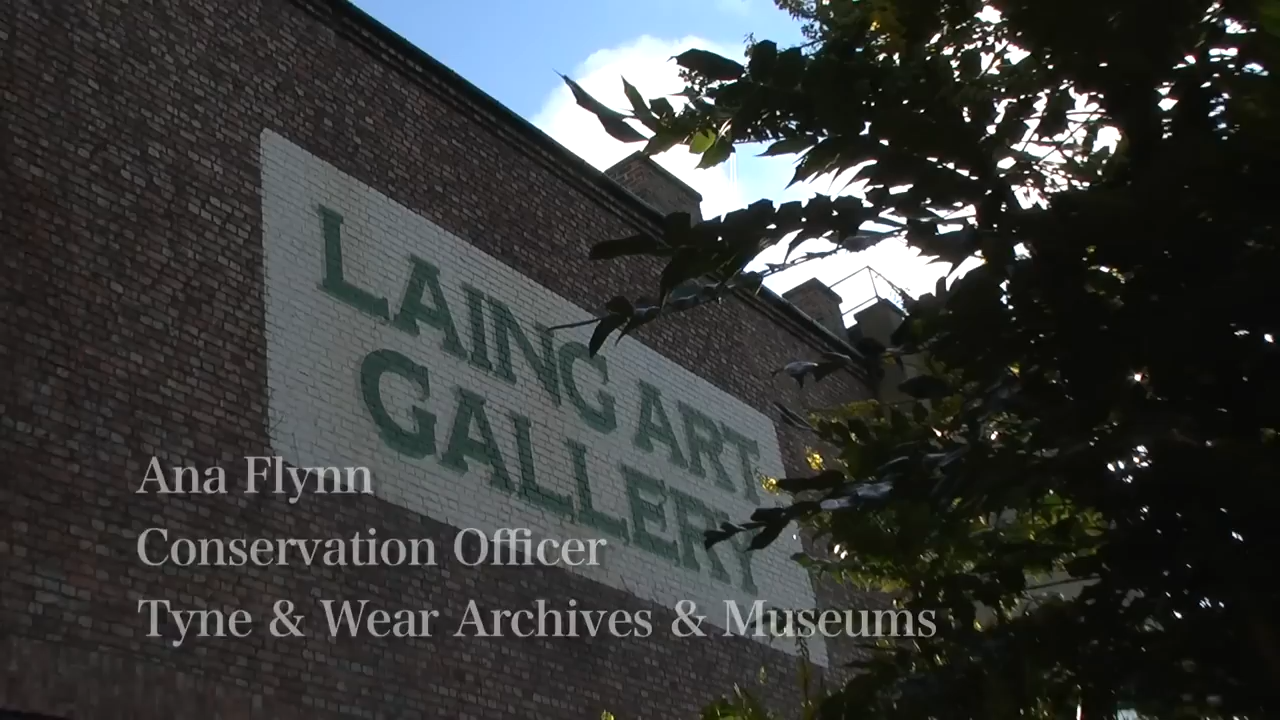 LAING ART
GALLERY
Ana Flynn
Conservation Officer
Tyne & Wear Archives & Museums